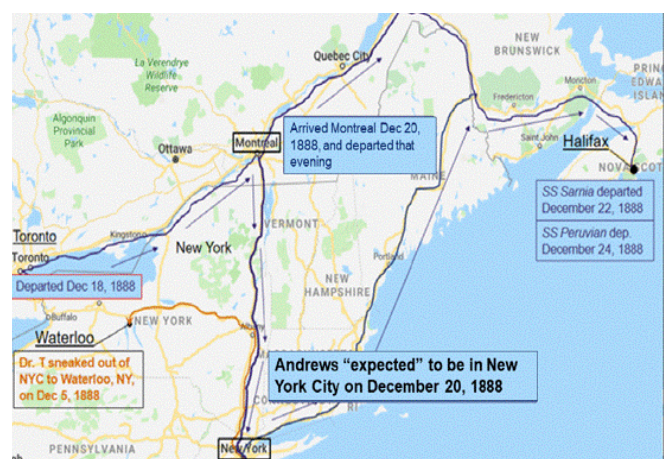 NEW
BRUNSWICK
PRIN
EDWA
ISLAN
La Verendrye
Wildlife
Reserve
Quebec City
Moncton
Fredericton
Algonquin
Provincial
Park
Ottawa
Montreal
Arrived Montreal Dec 20,
1888, and departed that
evening
Saint John
Halifax
NOVA SCOT
MAINE
SS Sarnia departed
December 22, 1888
SS Peruvian dep.
December 24, 1888
Kingston
Toronto
Toronto
New York
VERMONT
Portland
Departed Dec 18, 1888
NEW
HAMPSHIRE
Buffalo
NEW YORK
Albany
Waterloo
Dr. T sneaked out of
NYC to Waterloo, NY,
on Dec 5, 1888
Andrews “expected” to be in New
York City on December 20, 1888
RI
PENNSYLVANIA
New York